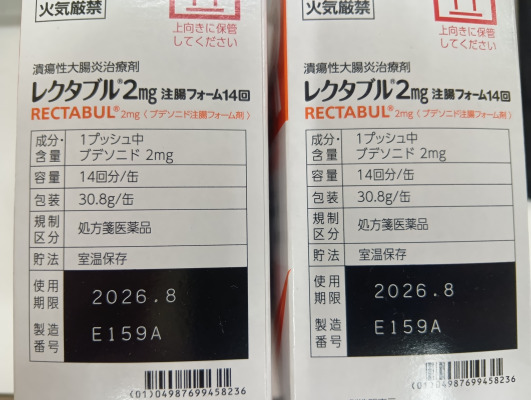 火気厳禁
上向きに保管
してください
潰瘍性大腸炎治療剤
レクタブル®2mg 注腸フォーム14回
RECTABUL®2mg〈ブデソニド注腸フォーム剤〉
成分・含量 1プッシュ中 ブデソニド 2mg
容量 14回分/缶
包装 30.8g/缶
規制区分 処方箋医薬品
貯法 室温保存
使用期限 2026.8
製造番号 E159A
(01)04987699458236
火気厳禁
上向きに保管
してください
潰瘍性大腸炎治療剤
レクタブル®2mg 注腸フォーム14回
RECTABUL®2mg〈ブデソニド注腸フォーム剤〉
成分・含量 1プッシュ中 ブデソニド 2mg
容量 14回分/缶
包装 30.8g/缶
規制区分 処方箋医薬品
貯法 室温保存
使用期限 2026.8
製造番号 E159A
(01)04987699458236